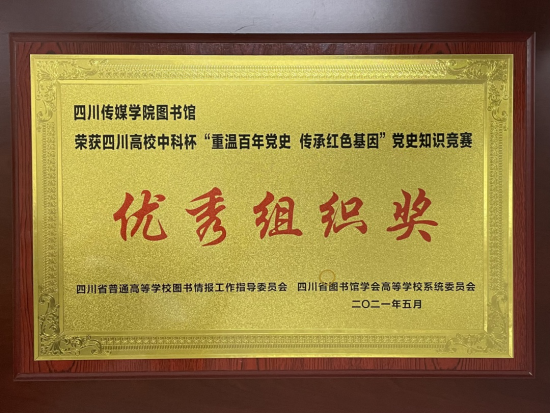 四川传媒学院图书馆
荣获四川高校中科杯“重温百年党史 传承红色基因”党史知识竞赛
优秀组织奖
四川省普通高等学校图书情报工作指导委员会 四川省图书馆学会高等学校系统委员会
二〇二一年五月